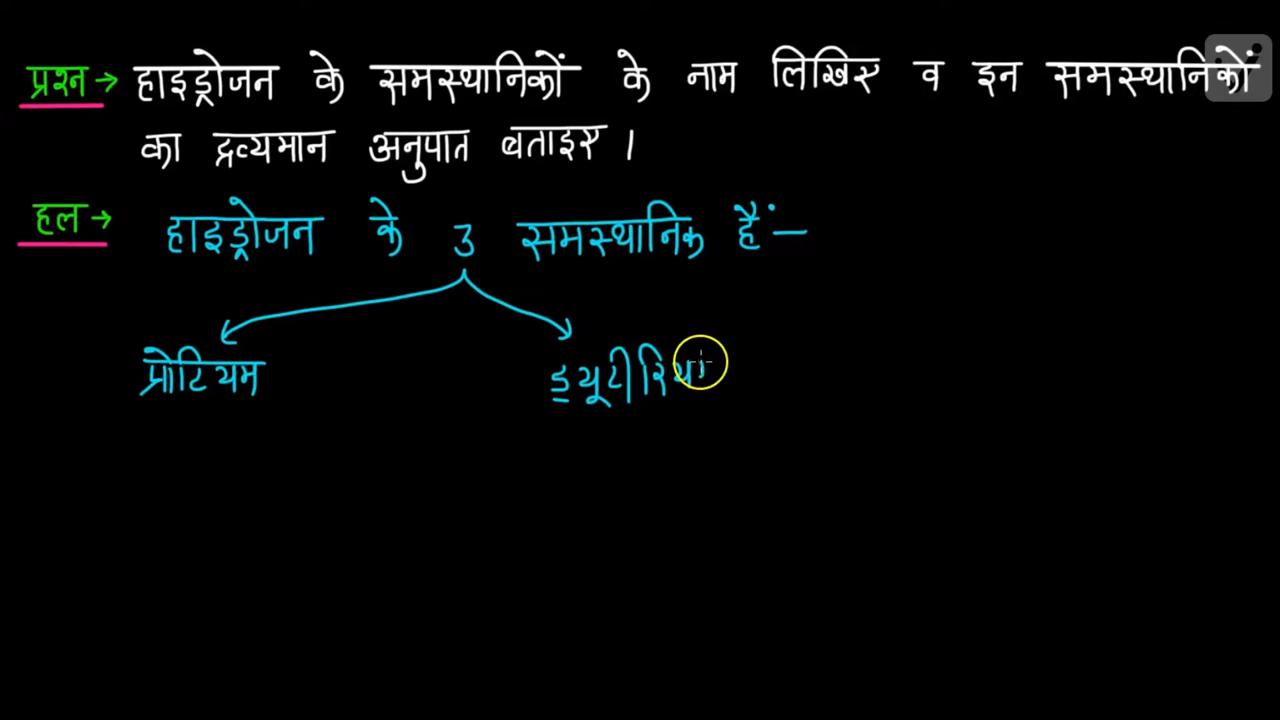 प्रश्न → हाइड्रोजन के समस्थानिकों के नाम लिखिए व इन समस्थानिकों
का द्रव्यमान अनुपात बताइए ।
हल → हाइड्रोजन के 3 समस्थानिक हैं:—
प्रोटियम ड्यूटीरिय